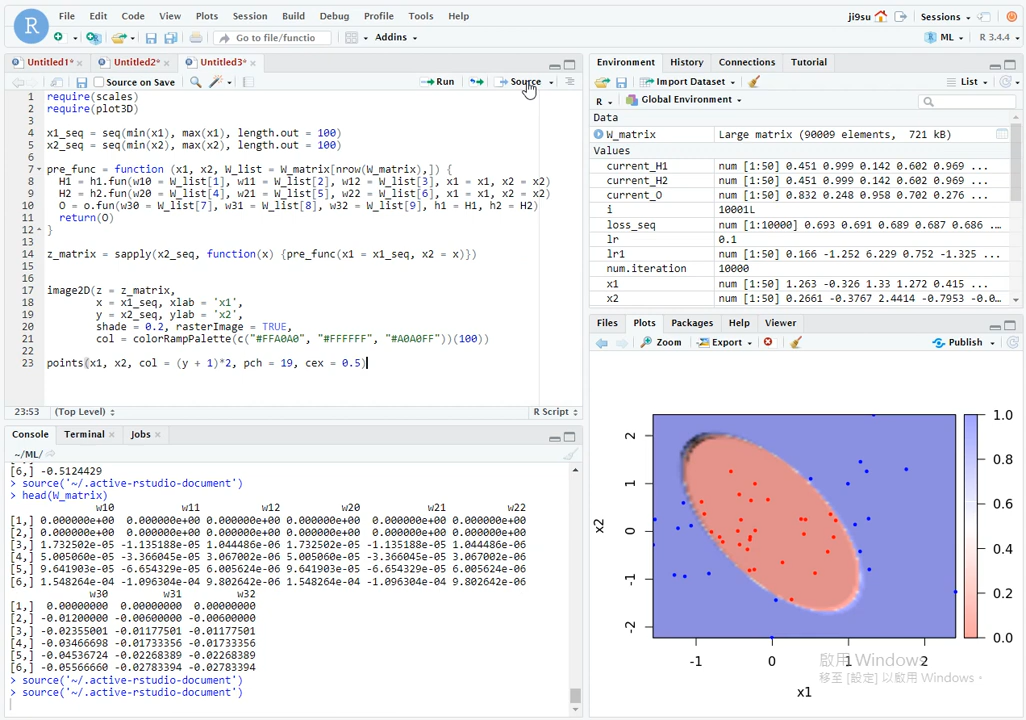 File Edit Code View Plots Session Build Debug Profile Tools Help
ji9su Sessions
Go to file/functio Addins
ML R 3.4.4
Untitled1* Untitled2* Untitled3*
Source on Save Run Source
1 require(scales)
2 require(plot3D)
3
4 x1_seq = seq(min(x1), max(x1), length.out = 100)
5 x2_seq = seq(min(x2), max(x2), length.out = 100)
6
7 pre_func = function (x1, x2, W_list = W_matrix[nrow(W_matrix),]) {
8 H1 = h1.fun(w10 = W_list[1], w11 = W_list[2], w12 = W_list[3], x1 = x1, x2 = x2)
9 H2 = h2.fun(w20 = W_list[4], w21 = W_list[5], w22 = W_list[6], x1 = x1, x2 = x2)
10 O = o.fun(w30 = W_list[7], w31 = W_list[8], w32 = W_list[9], h1 = H1, h2 = H2)
11 return(O)
12 }
13
14 z_matrix = sapply(x2_seq, function(x) {pre_func(x1 = x1_seq, x2 = x)})
15
16
17 image2D(z = z_matrix,
18 x = x1_seq, xlab = 'x1',
19 y = x2_seq, ylab = 'x2',
20 shade = 0.2, rasterImage = TRUE,
21 col = colorRampPalette(c("#FFA0A0", "#FFFFFF", "#A0A0FF"))(100))
22
23 points(x1, x2, col = (y + 1)*2, pch = 19, cex = 0.5)
23:53 (Top Level) R Script
Console Terminal Jobs
~/ML/
[6,] -0.5124429
> source('~/.active-rstudio-document')
> head(W_matrix)
w10 w11 w12 w20 w21 w22
[1,] 0.000000e+00 0.000000e+00 0.000000e+00 0.000000e+00 0.000000e+00 0.000000e+00
[2,] 0.000000e+00 0.000000e+00 0.000000e+00 0.000000e+00 0.000000e+00 0.000000e+00
[3,] 1.732502e-05 -1.135188e-05 1.044486e-06 1.732502e-05 -1.135188e-05 1.044486e-06
[4,] 5.005060e-05 -3.366045e-05 3.067002e-06 5.005060e-05 -3.366045e-05 3.067002e-06
[5,] 9.641903e-05 -6.654329e-05 6.005624e-06 9.641903e-05 -6.654329e-05 6.005624e-06
[6,] 1.548264e-04 -1.096304e-04 9.802642e-06 1.548264e-04 -1.096304e-04 9.802642e-06
w30 w31 w32
[1,] 0.00000000 0.00000000 0.00000000
[2,] -0.01200000 -0.00600000 -0.00600000
[3,] -0.02355001 -0.01177501 -0.01177501
[4,] -0.03466698 -0.01733356 -0.01733356
[5,] -0.04536724 -0.02268389 -0.02268389
[6,] -0.05566660 -0.02783394 -0.02783394
> source('~/.active-rstudio-document')
> source('~/.active-rstudio-document')
Environment History Connections Tutorial
Import Dataset List
R Global Environment
Data
W_matrix Large matrix (90009 elements, 721 kB)
Values
current_H1 num [1:50] 0.451 0.999 0.142 0.602 0.969 ...
current_H2 num [1:50] 0.451 0.999 0.142 0.602 0.969 ...
current_O num [1:50] 0.832 0.248 0.958 0.702 0.276 ...
i 10001L
loss_seq num [1:10000] 0.693 0.691 0.689 0.687 0.686 ...
lr 0.1
lr1 num [1:50] 0.166 -1.252 6.229 0.752 -1.325 ...
num.iteration 10000
x1 num [1:50] 1.263 -0.326 1.33 1.272 0.415 ...
x2 num [1:50] 0.2661 -0.3767 2.4414 -0.7953 -0.0...
Files Plots Packages Help Viewer
Zoom Export Publish
2
1
0
-1
-2
x2
-1 0 1 2
x1
1.0
0.8
0.6
0.4
0.2
0.0
啟用 Windows
移至 [設定] 以啟用 Windows。